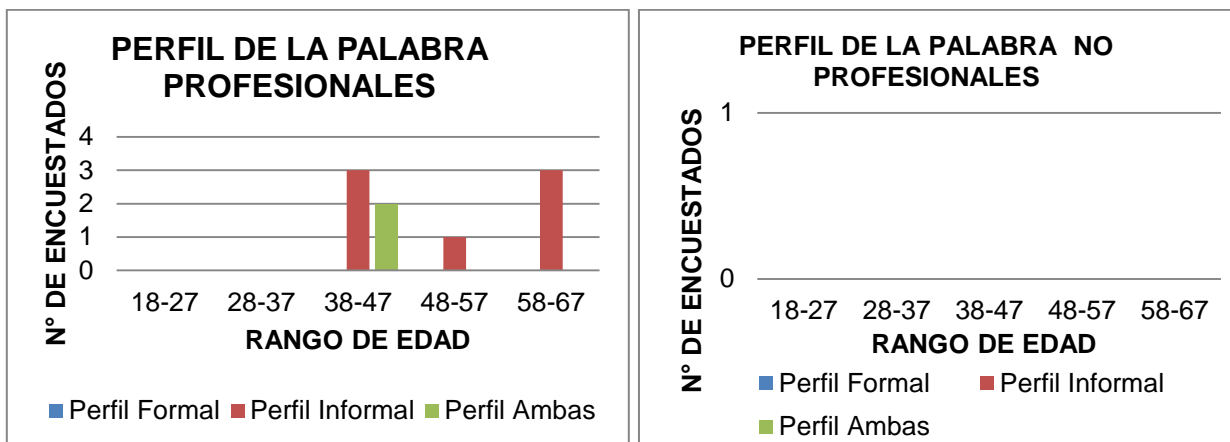 PERFIL DE LA PALABRA
PROFESIONALES
N° DE ENCUESTADOS
4
3
2
1
0
18-27 28-37 38-47 48-57 58-67
RANGO DE EDAD
Perfil Formal Perfil Informal Perfil Ambas
PERFIL DE LA PALABRA NO
PROFESIONALES
N° DE ENCUESTADOS
1
0
18-27 28-37 38-47 48-57 58-67
RANGO DE EDAD
Perfil Formal Perfil Informal
Perfil Ambas